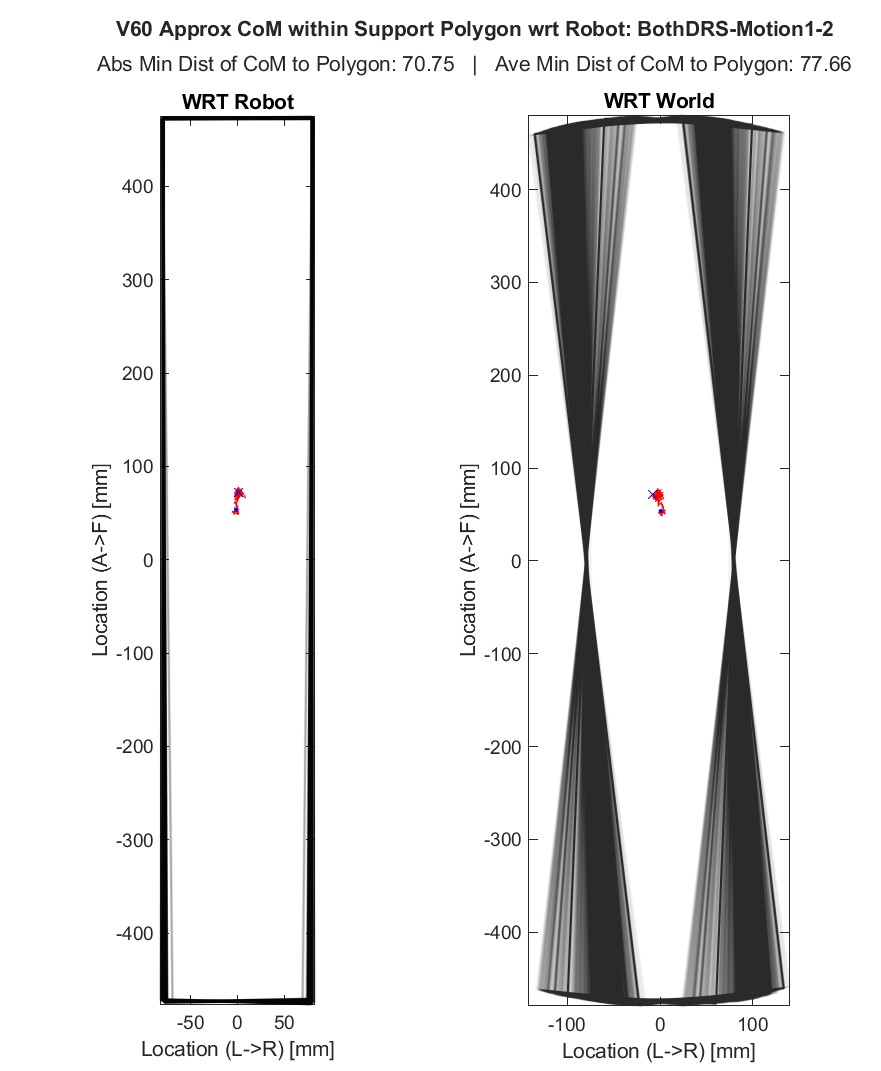 V60 Approx CoM within Support Polygon wrt Robot: BothDRS-Motion1-2
Abs Min Dist of CoM to Polygon: 70.75 | Ave Min Dist of CoM to Polygon: 77.66
WRT Robot
Location (A->F) [mm]
400
300
200
100
0
-100
-200
-300
-400
-50 0 50
Location (L->R) [mm]
WRT World
Location (A->F) [mm]
400
300
200
100
0
-100
-200
-300
-400
-100 0 100
Location (L->R) [mm]